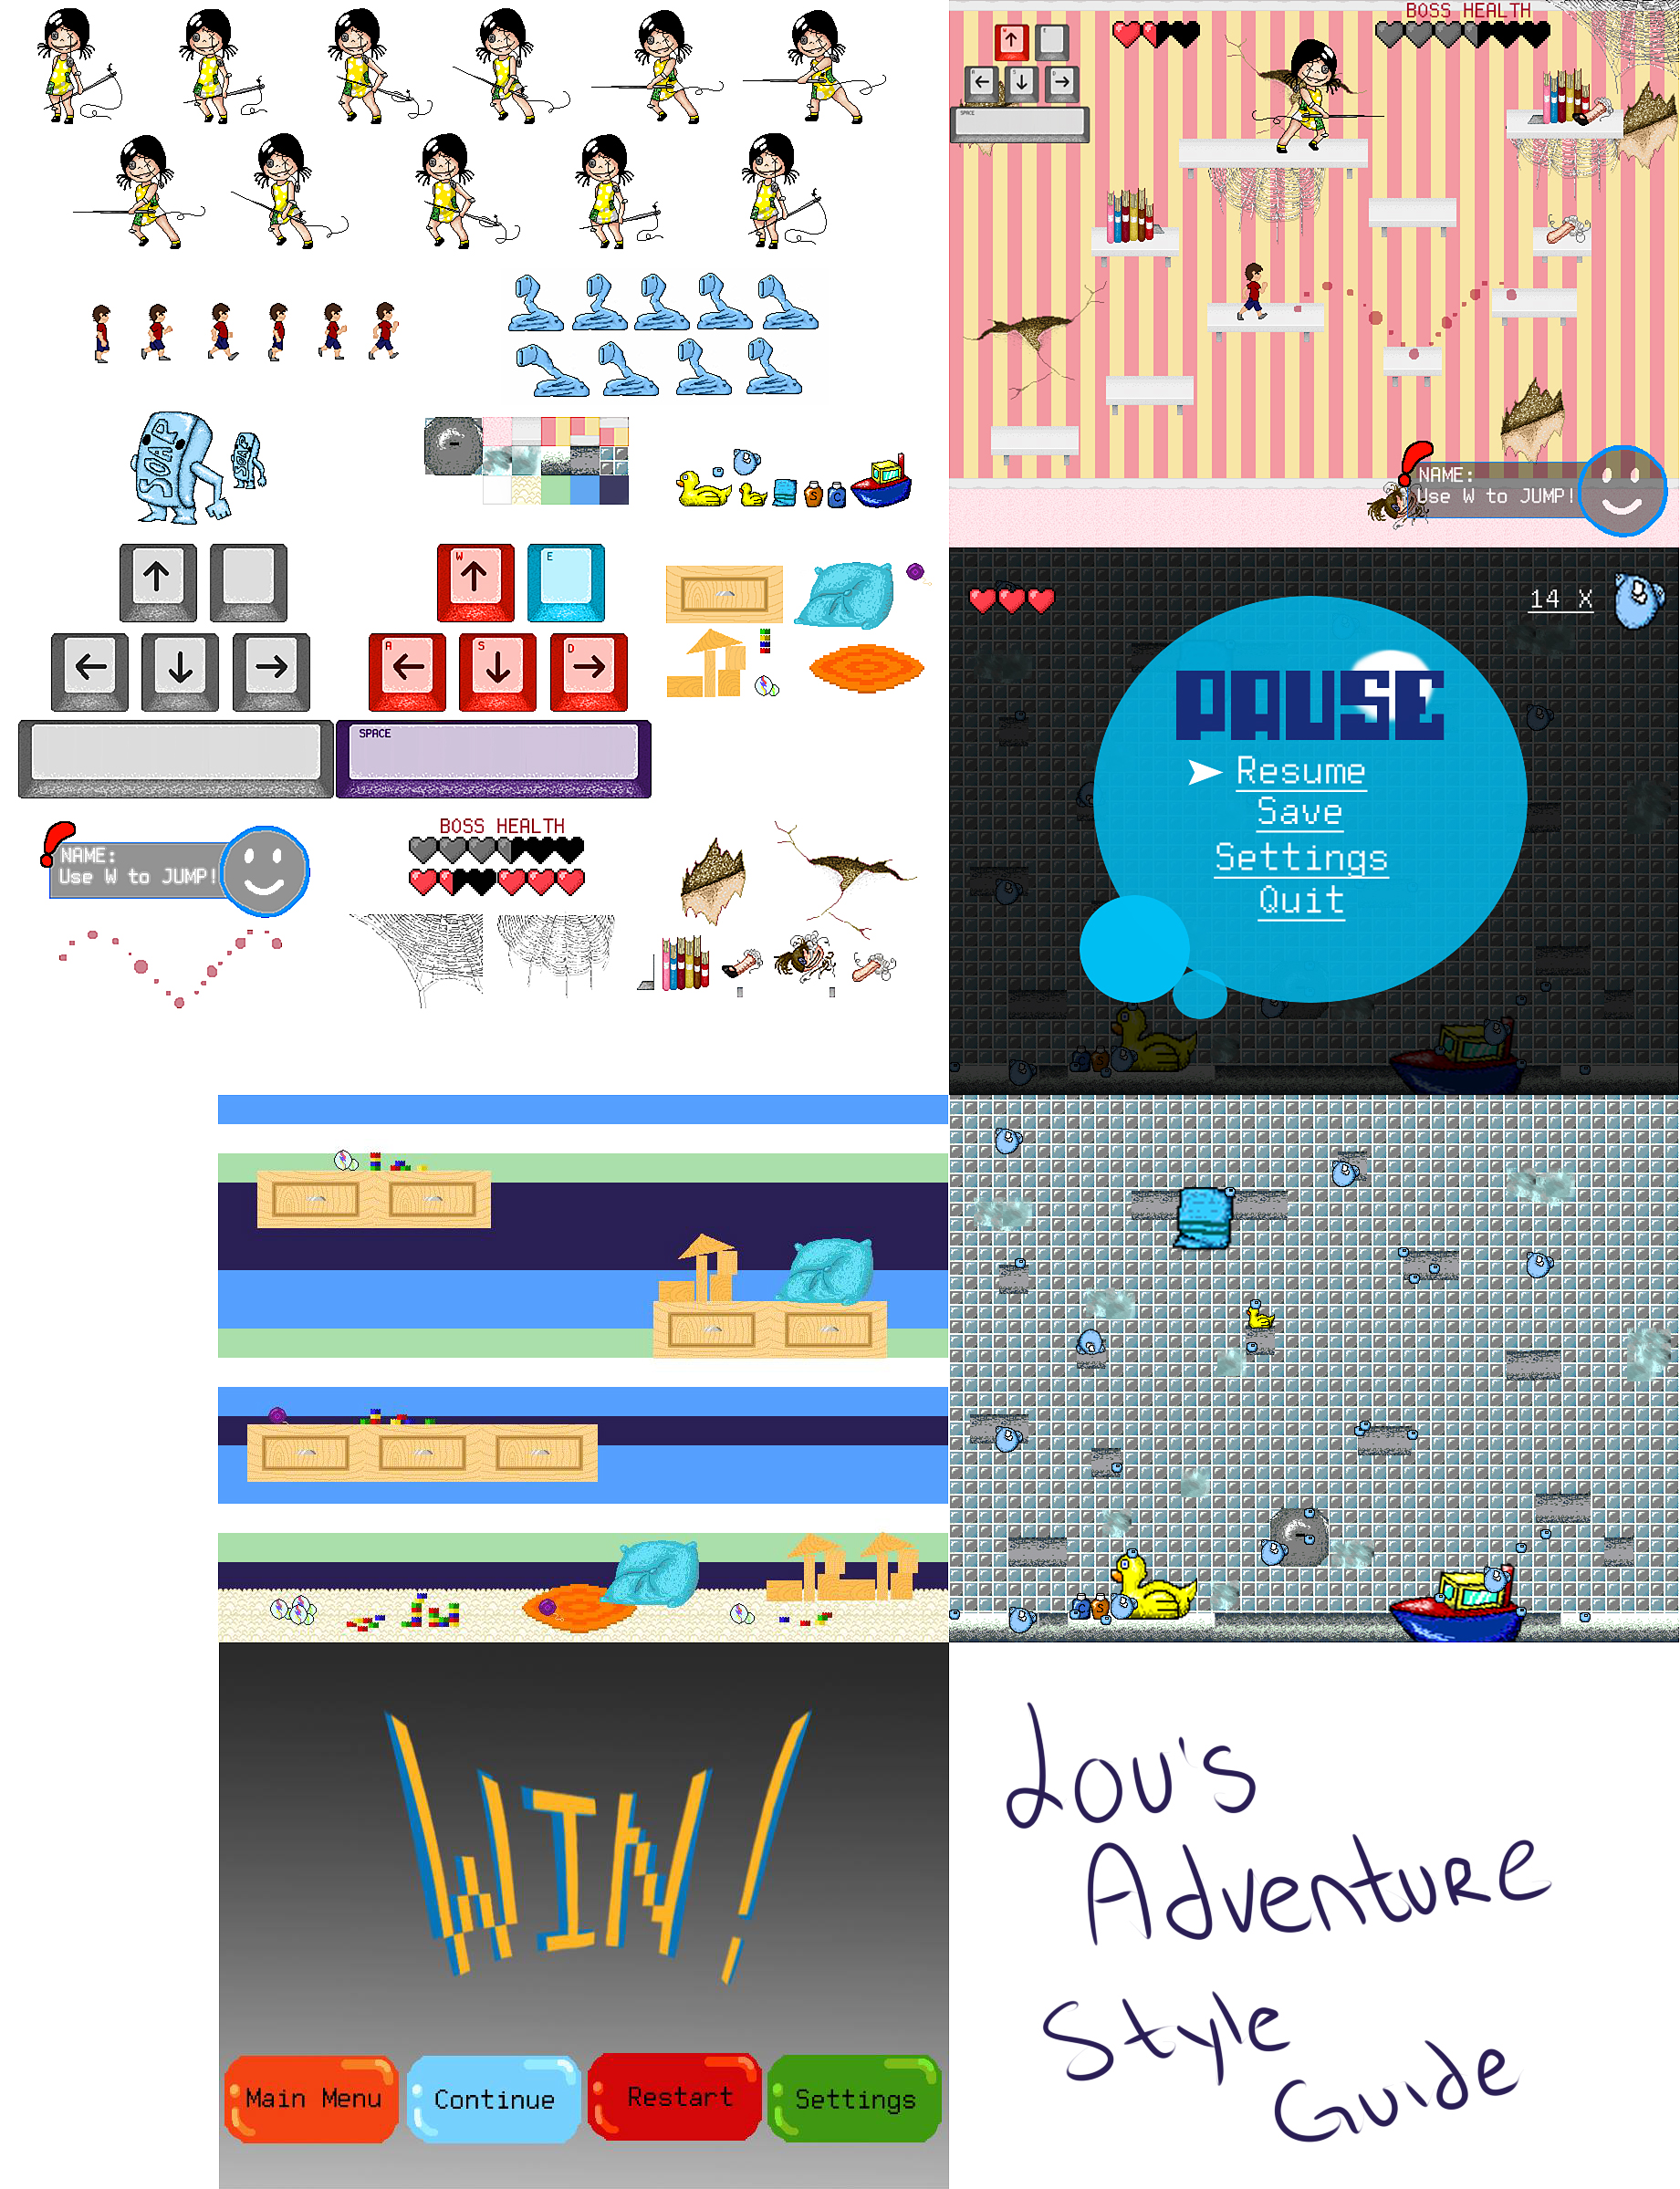 BOSS HEALTH
W
E
A
S
D
SPACE
14 X
SOAP
SOAP
S
C
NAME:
Use W to JUMP!
W
E
A
S
D
SPACE
PAUSE
Resume
Save
Settings
Quit
NAME:
Use W to JUMP!
BOSS HEALTH
C
S
WIN!
Main Menu
Continue
Restart
Settings
Lou's
Adventure
Style
Guide